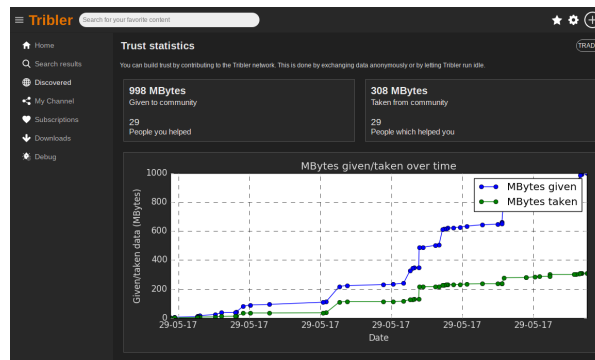 Tribler
Search for your favorite content
Home
Search results
Discovered
My Channel
Subscriptions
Downloads
Debug
Trust statistics
TRAD
You can build trust by contributing to the Tribler network. This is done by exchanging data anonymously or by letting Tribler run idle.
998 MBytes
Given to community
29
People you helped
308 MBytes
Taken from community
29
People which helped you
MBytes given/taken over time
MBytes given
MBytes taken
Given/taken data (MBytes)
1000
800
600
400
200
0
29-05-17 29-05-17 29-05-17 29-05-17 29-05-17 29-05-17
Date